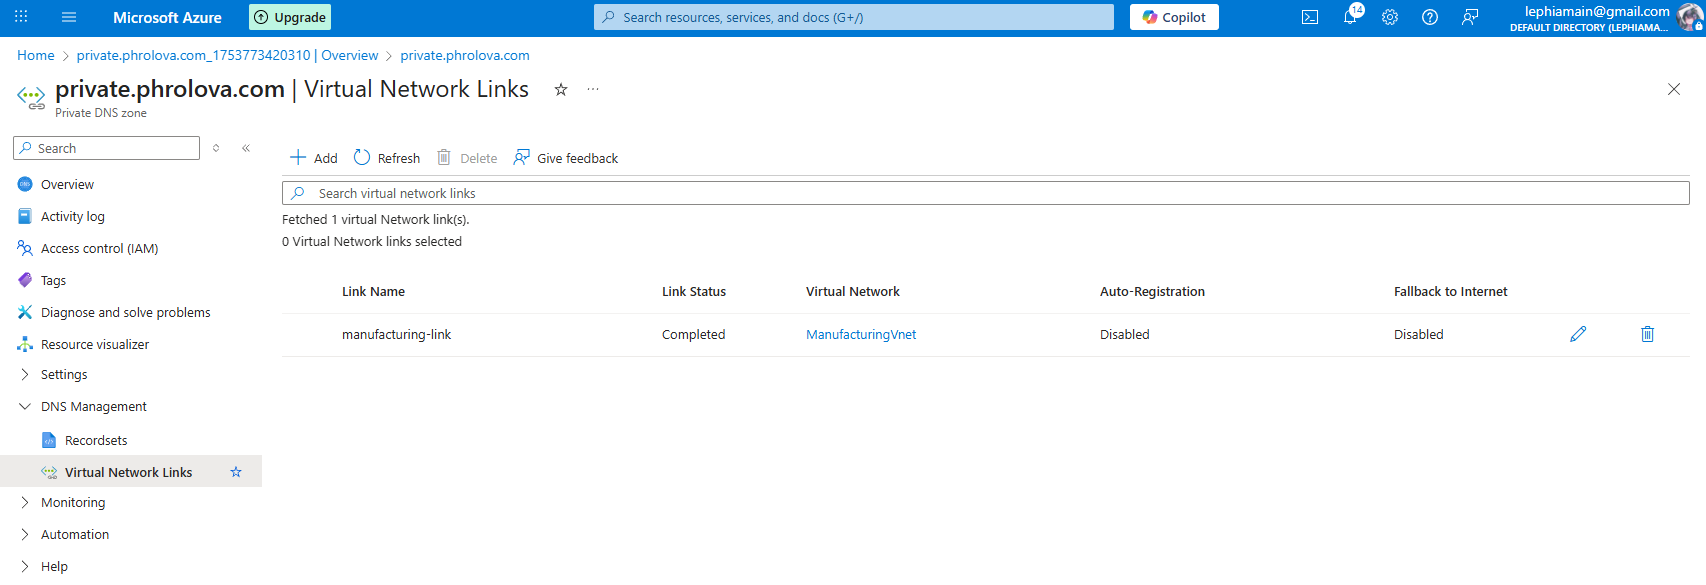 Microsoft Azure
Upgrade
Search resources, services, and docs (G+/)
Copilot
14
lephiamain@gmail.com
DEFAULT DIRECTORY (LEPHIAMA...
Home > private.phrolova.com_1753773420310 | Overview > private.phrolova.com
private.phrolova.com | Virtual Network Links
Private DNS zone
Search
Overview
Activity log
Access control (IAM)
Tags
Diagnose and solve problems
Resource visualizer
Settings
DNS Management
Recordsets
Virtual Network Links
Monitoring
Automation
Help
Add Refresh Delete Give feedback
Search virtual network links
Fetched 1 virtual Network link(s).
0 Virtual Network links selected
Link Name Link Status Virtual Network Auto-Registration Fallback to Internet
manufacturing-link Completed ManufacturingVnet Disabled Disabled